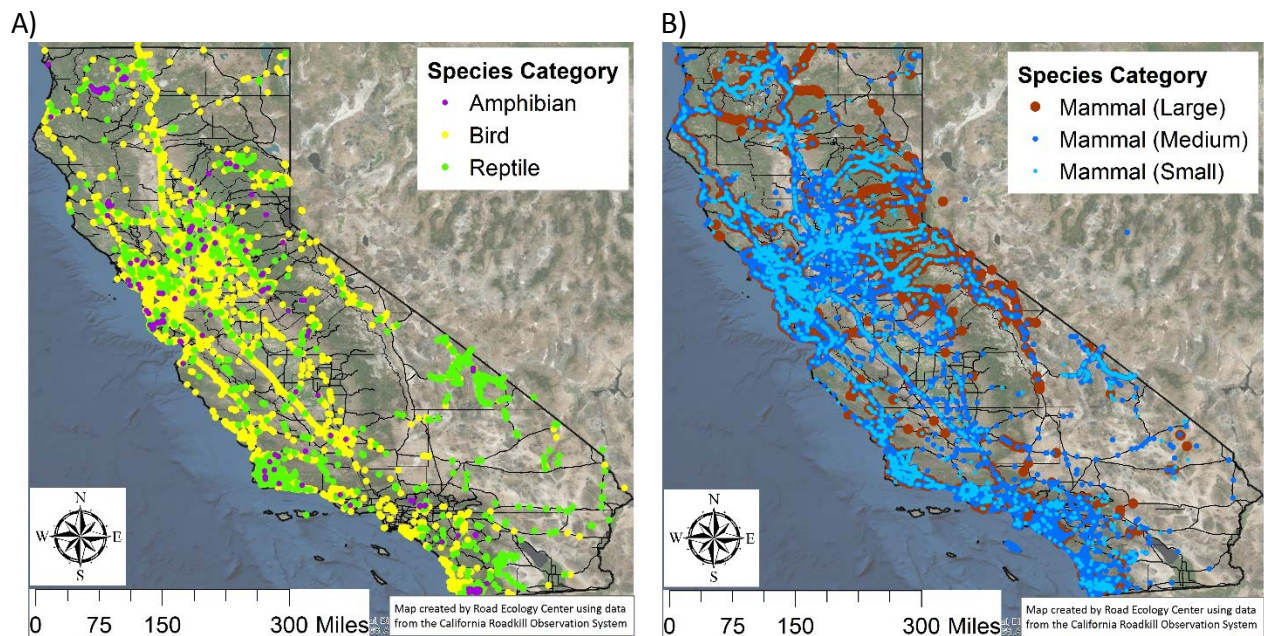 A)
Species Category
Amphibian
Bird
Reptile
N
W E
S
0 75 150 300 Miles
Map created by Road Ecology Center using data
from the California Roadkill Observation System
B)
Species Category
Mammal (Large)
Mammal (Medium)
Mammal (Small)
N
W E
S
0 75 150 300 Miles
Map created by Road Ecology Center using data
from the California Roadkill Observation System